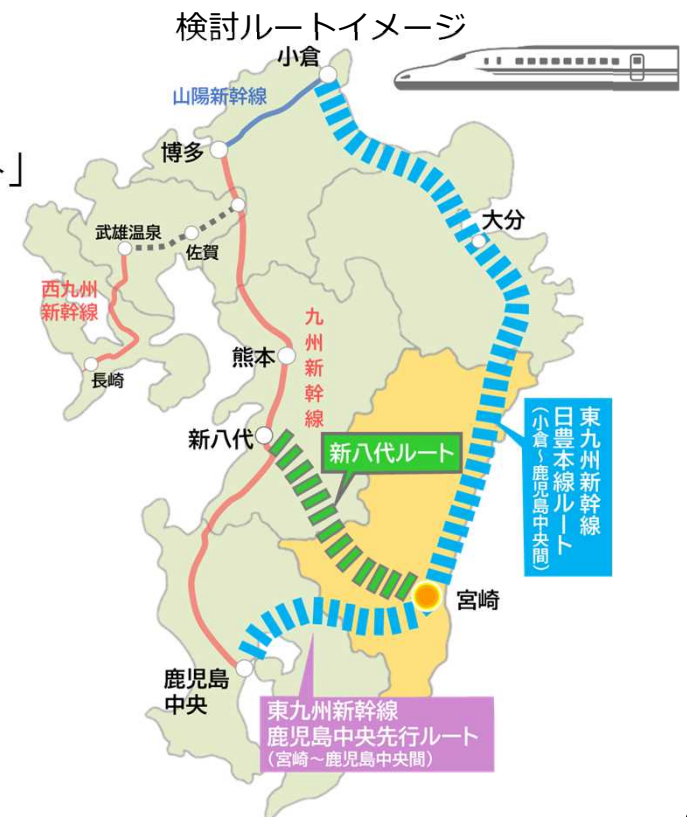 検討ルートイメージ
小倉
山陽新幹線
博多
」
大分
武雄温泉
佐賀
西九州
新幹線
九州新幹線
熊本
長崎
新八代
新八代ルート
東九州新幹線
日豊本線ルート
（小倉～鹿児島中央間）
宮崎
鹿児島
中央
東九州新幹線
鹿児島中央先行ルート
（宮崎～鹿児島中央間）